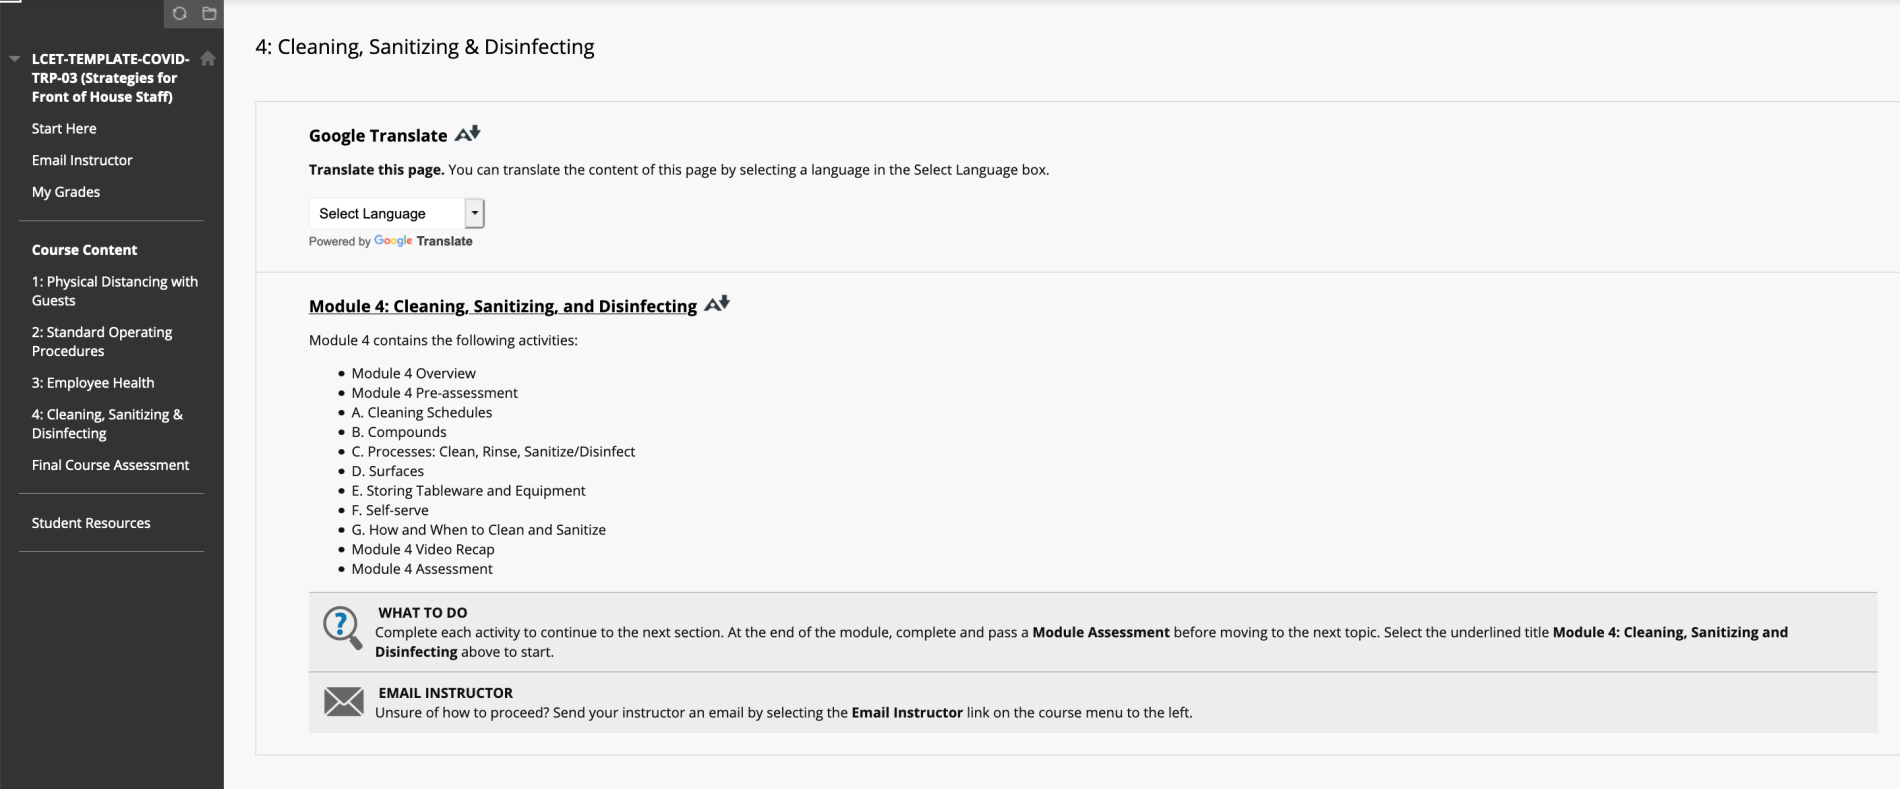 LCET-TEMPLATE-COVID-
TRP-03 (Strategies for
Front of House Staff)
Start Here
Email Instructor
My Grades
Course Content
1: Physical Distancing with
Guests
2: Standard Operating
Procedures
3: Employee Health
4: Cleaning, Sanitizing &
Disinfecting
Final Course Assessment
Student Resources
4: Cleaning, Sanitizing & Disinfecting
Google Translate
Translate this page. You can translate the content of this page by selecting a language in the Select Language box.
Select Language
Powered by Google Translate
Module 4: Cleaning, Sanitizing, and Disinfecting
Module 4 contains the following activities:
• Module 4 Overview
• Module 4 Pre-assessment
• A. Cleaning Schedules
• B. Compounds
• C. Processes: Clean, Rinse, Sanitize/Disinfect
• D. Surfaces
• E. Storing Tableware and Equipment
• F. Self-serve
• G. How and When to Clean and Sanitize
• Module 4 Video Recap
• Module 4 Assessment
WHAT TO DO
Complete each activity to continue to the next section. At the end of the module, complete and pass a Module Assessment before moving to the next topic. Select the underlined title Module 4: Cleaning, Sanitizing and
Disinfecting above to start.
EMAIL INSTRUCTOR
Unsure of how to proceed? Send your instructor an email by selecting the Email Instructor link on the course menu to the left.